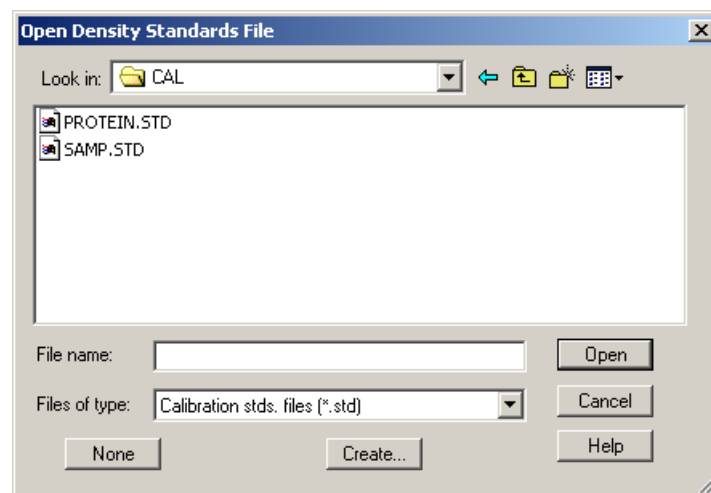 Open Density Standards File
Look in: CAL
PROTEIN.STD
SAMP.STD
File name: Open
Files of type: Calibration stds. files (*.std) Cancel
None Create... Help